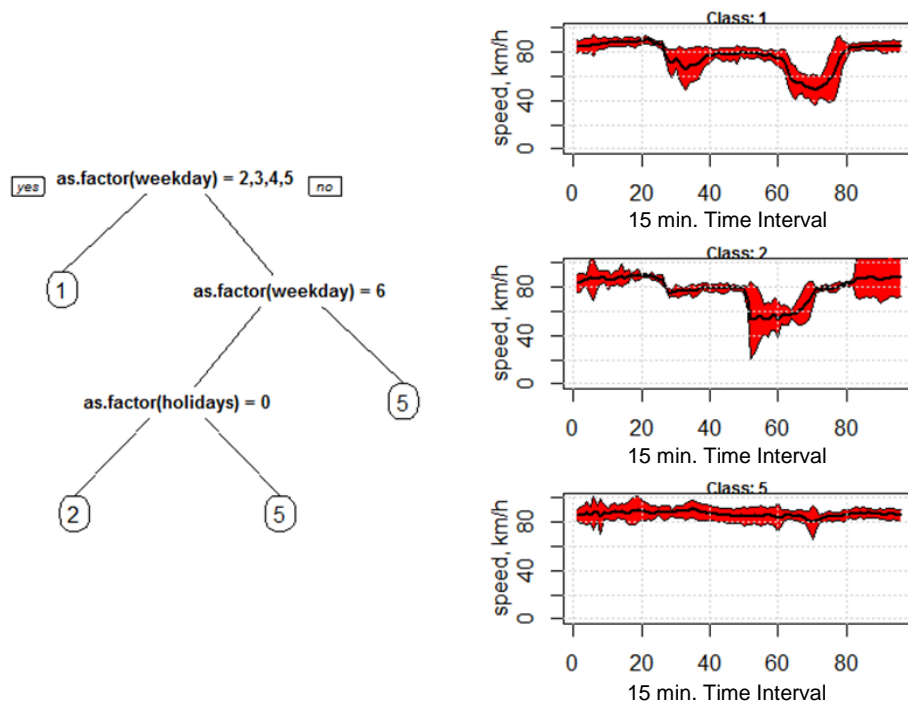 yes
as.factor(weekday) = 2,3,4,5
no
1
as.factor(weekday) = 6
as.factor(holidays) = 0
5
2
5
Class: 1
speed, km/h
0 40 80
0 20 40 60 80
15 min. Time Interval
Class: 2
speed, km/h
0 40 80
0 20 40 60 80
15 min. Time Interval
Class: 5
speed, km/h
0 40 80
0 20 40 60 80
15 min. Time Interval